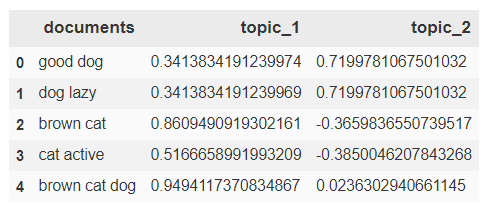 documents topic_1 topic_2
0 good dog 0.3413834191239974 0.7199781067501032
1 dog lazy 0.3413834191239969 0.7199781067501032
2 brown cat 0.8609490919302161 -0.3659836550739517
3 cat active 0.5166658991993209 -0.3850046207843268
4 brown cat dog 0.9494117370834867 0.0236302940661145